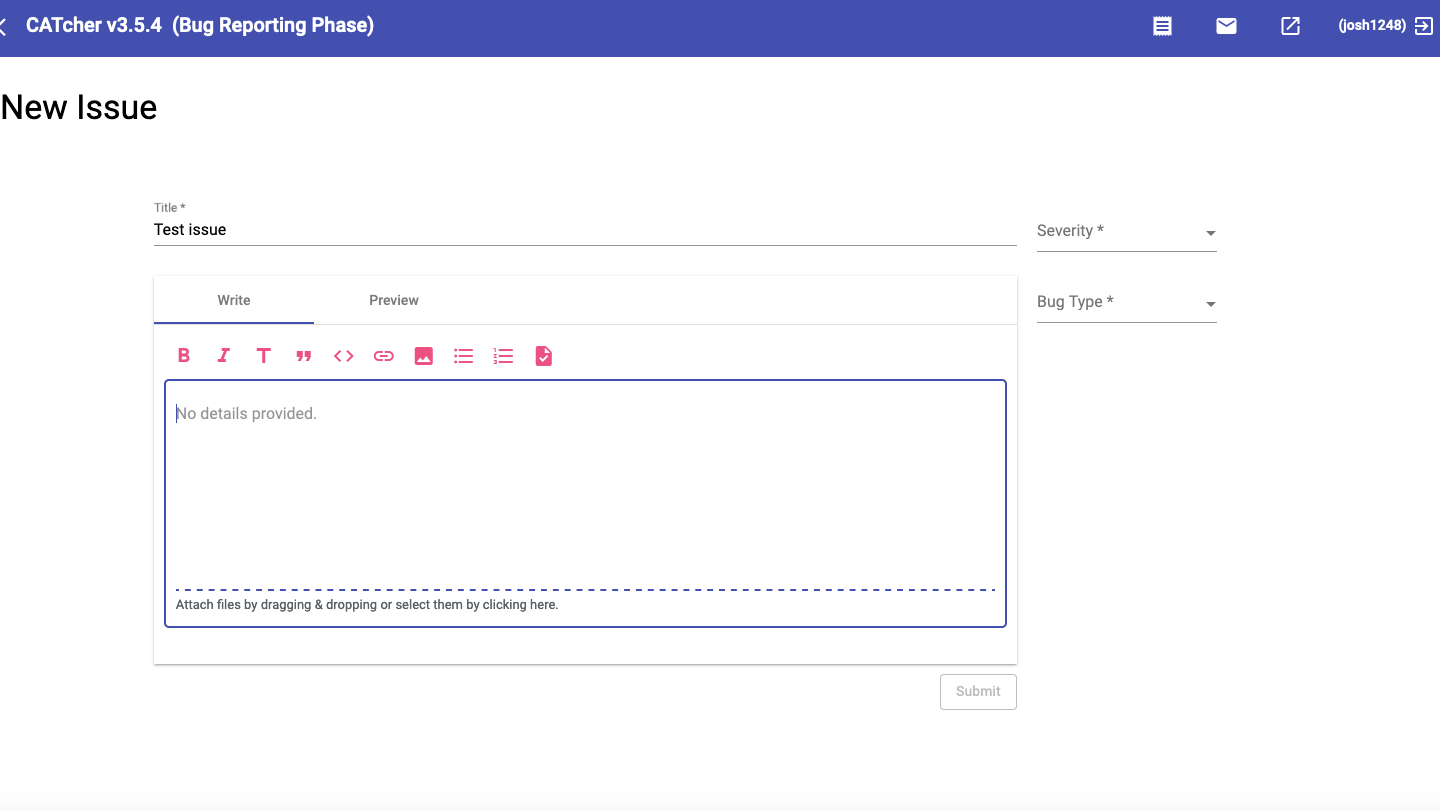 CATcher v3.5.4 (Bug Reporting Phase)
(josh1248)
New Issue
Title *
Test issue
Severity *
Write
Preview
Bug Type *
No details provided.
Attach files by dragging & dropping or select them by clicking here.
Submit